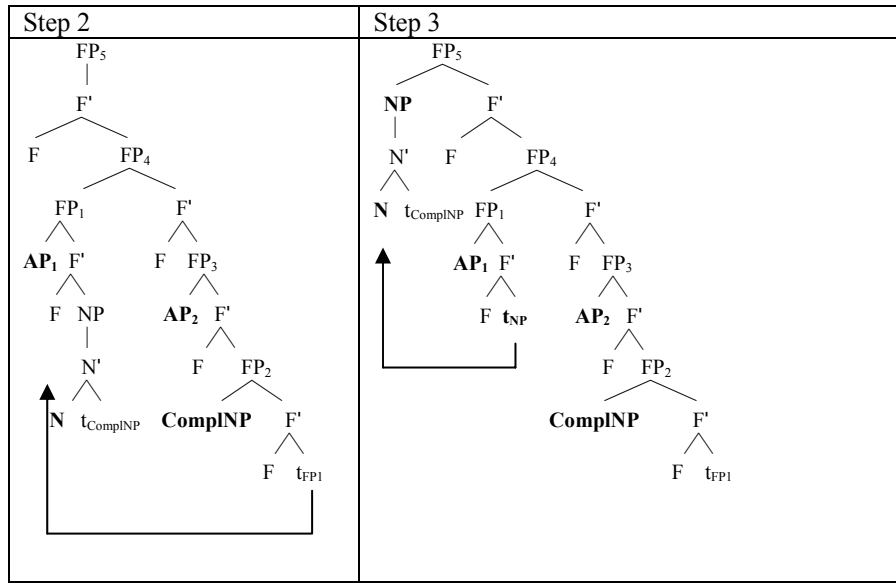 Step 2 Step 3
FP5 FP5
F' NP F'
F FP4 N' F FP4
FP1 F' N tComplNP FP1 F'
AP1 F' F FP3 AP1 F' F FP3
F NP AP2 F' F tNP AP2 F'
N' F FP2 F FP2
N tComplNP ComplNP F' ComplNP F'
F tFP1 F tFP1